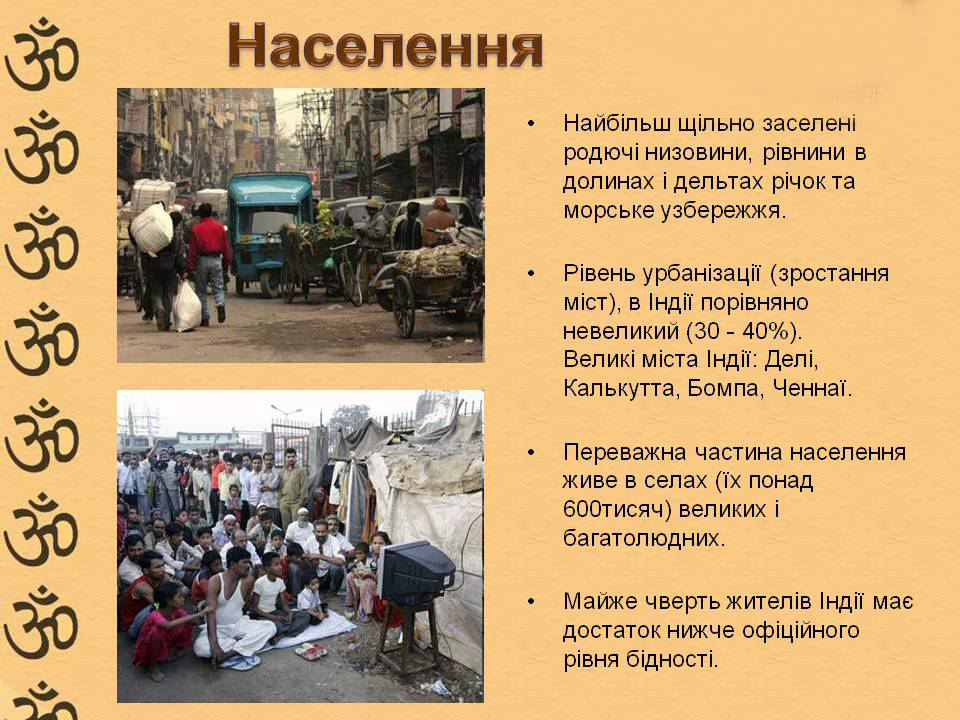 Населення
• Найбільш щільно заселені
родючі низовини, рівнини в
долинах і дельтах річок та
морське узбережжя.
• Рівень урбанізації (зростання
міст), в Індії порівняно
невеликий (30 - 40%).
Великі міста Індії: Делі,
Калькутта, Бомпа, Ченнаї.
• Переважна частина населення
живе в селах (їх понад
600тисяч) великих і
багатолюдних.
• Майже чверть жителів Індії має
достаток нижче офіційного
рівня бідності.